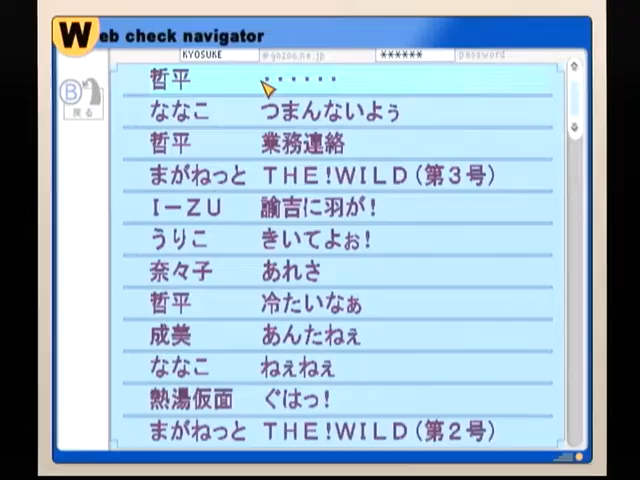 Web check navigator
KYOSUKE @gozoo.ne.jp ****** password
B
戻る
哲平 ・・・・・・
ななこ つまんないよぅ
哲平 業務連絡
まがねっと ＴＨＥ！ＷＩＬＤ（第３号）
Ｉ－ＺＵ 諭吉に羽が！
うりこ きいてよぉ！
奈々子 あれさ
哲平 冷たいなぁ
成美 あんたねぇ
ななこ ねぇねぇ
熱湯仮面 ぐはっ！
まがねっと ＴＨＥ！ＷＩＬＤ（第２号）